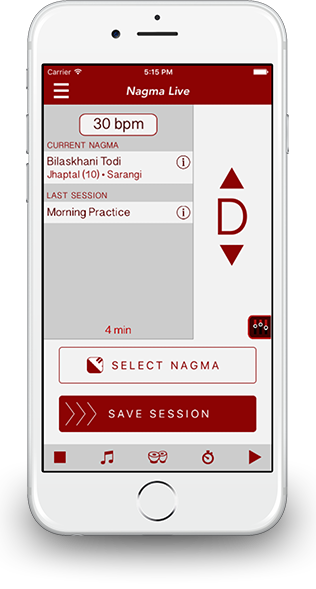 Carrier 5:15 PM
Nagma Live
30 bpm
CURRENT NAGMA
Bilaskhani Todi
Jhaptal (10) • Sarangi
LAST SESSION
Morning Practice
D
4 min
SELECT NAGMA
SAVE SESSION